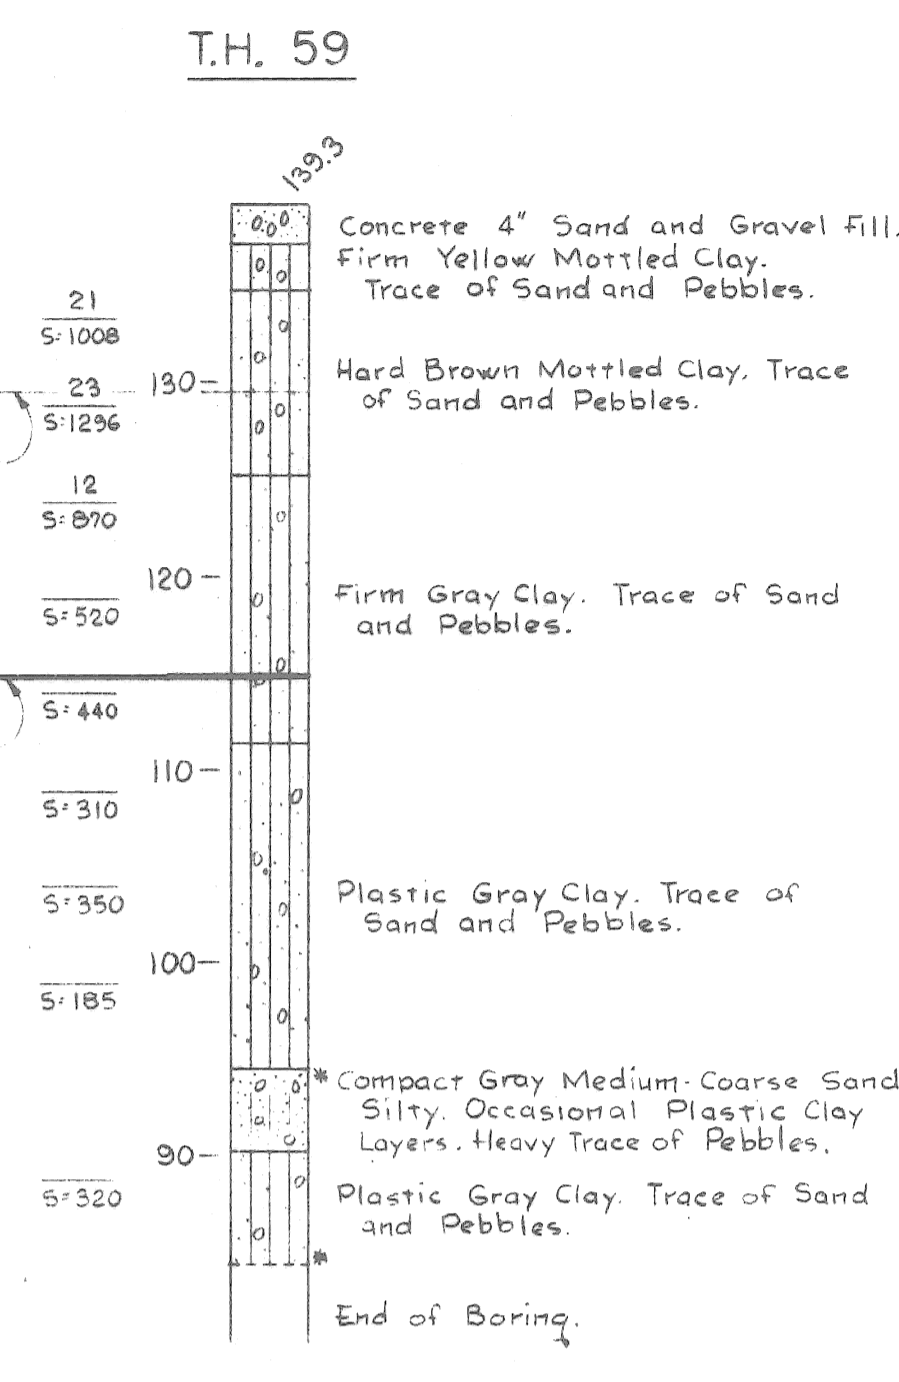 T.H. 59
139.3
Concrete 4" Sand and Gravel Fill.
Firm Yellow Mottled Clay.
Trace of Sand and Pebbles.
21
S=1008
Hard Brown Mottled Clay. Trace
of Sand and Pebbles.
130
23
S=1296
12
S=870
120
Firm Gray Clay. Trace of Sand
and Pebbles.
S=520
S=440
110
S=310
Plastic Gray Clay. Trace of
Sand and Pebbles.
S=350
100
S=185
* Compact Gray Medium-Coarse Sand
Silty. Occasional Plastic Clay
Layers. Heavy Trace of Pebbles.
90
S=320
Plastic Gray Clay. Trace of Sand
and Pebbles.
*
End of Boring.